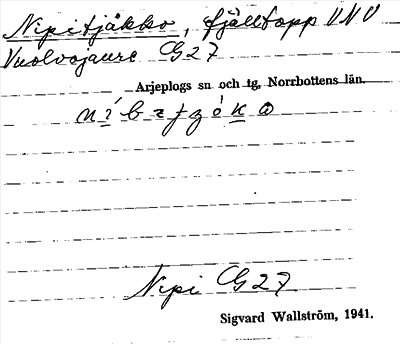 Nipitjåkko, fjälltopp VNV
Vuolvojaure G27
Arjeplogs sn och tg, Norrbottens län.
Nipi G27
Sigvard Wallström, 1941.